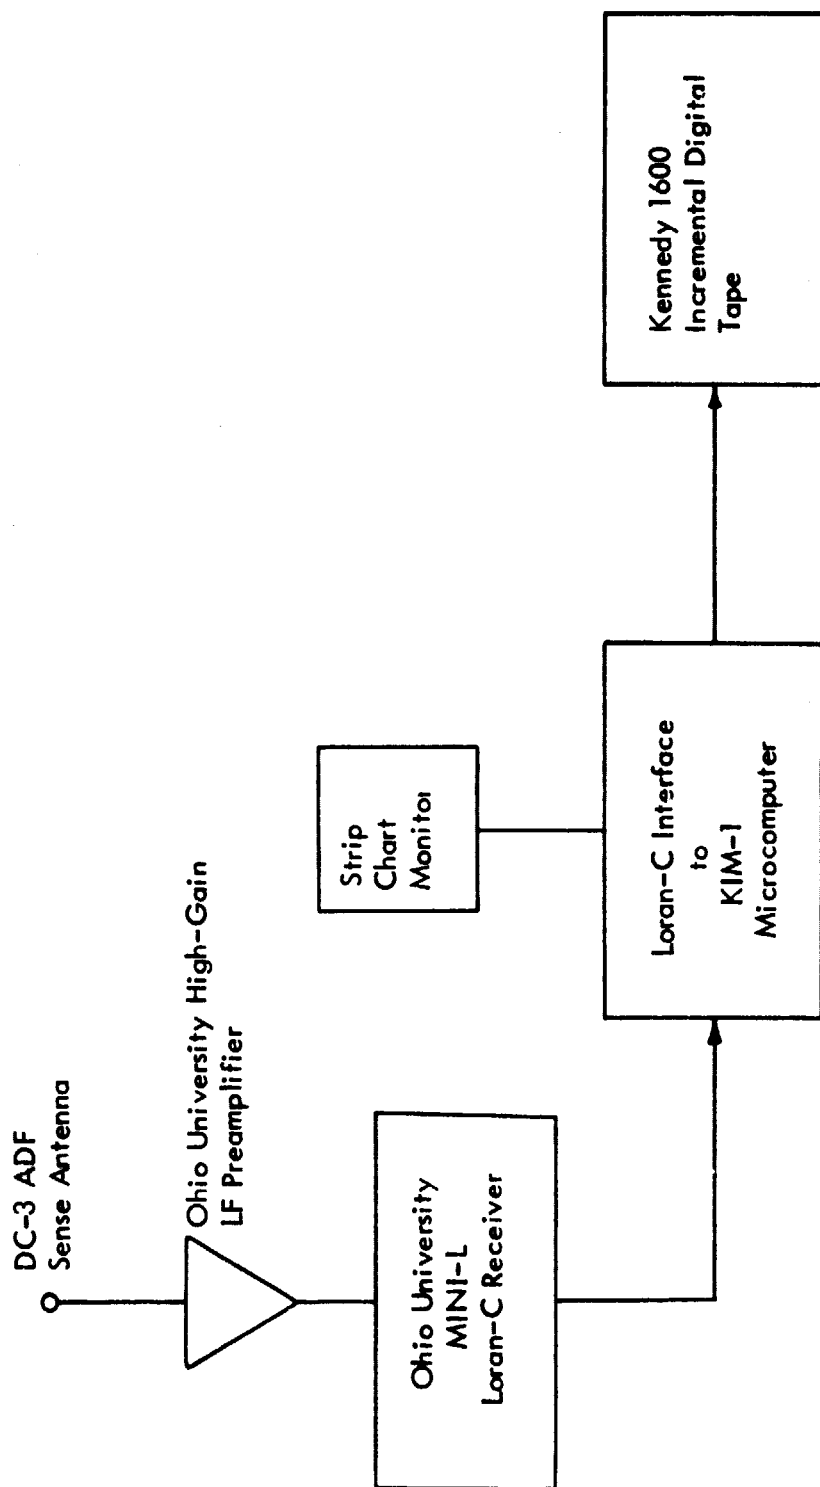 DC-3 ADF
Sense Antenna
Ohio University High-Gain
LF Preamplifier
Ohio University
MINI-L
Loran-C Receiver
Strip
Chart
Monitor
Loran-C Interface
to
KIM-1
Microcomputer
Kennedy 1600
Incremental Digital
Tape